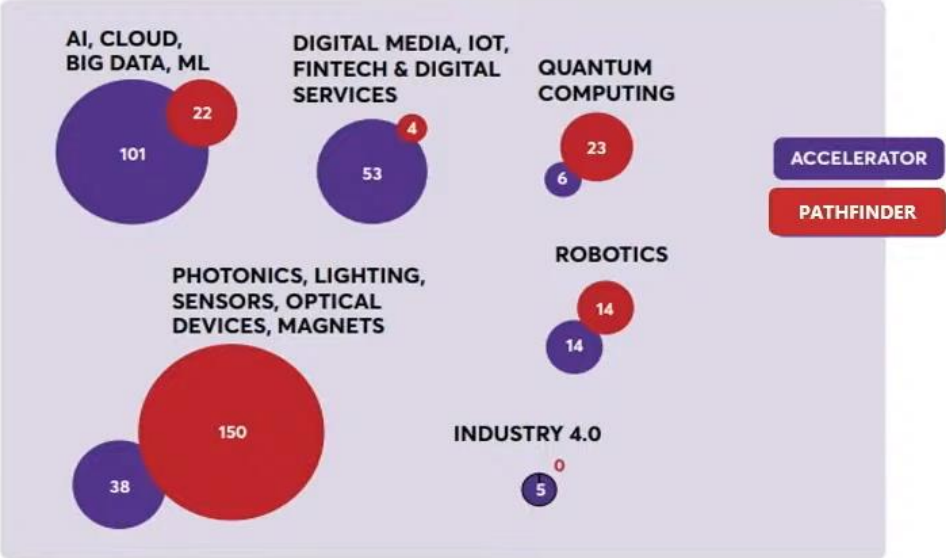 AI, CLOUD,
BIG DATA, ML
22
101
DIGITAL MEDIA, IOT,
FINTECH & DIGITAL
SERVICES
4
53
QUANTUM
COMPUTING
23
6
ACCELERATOR
PATHFINDER
PHOTONICS, LIGHTING,
SENSORS, OPTICAL
DEVICES, MAGNETS
150
38
ROBOTICS
14
14
INDUSTRY 4.0
0
5